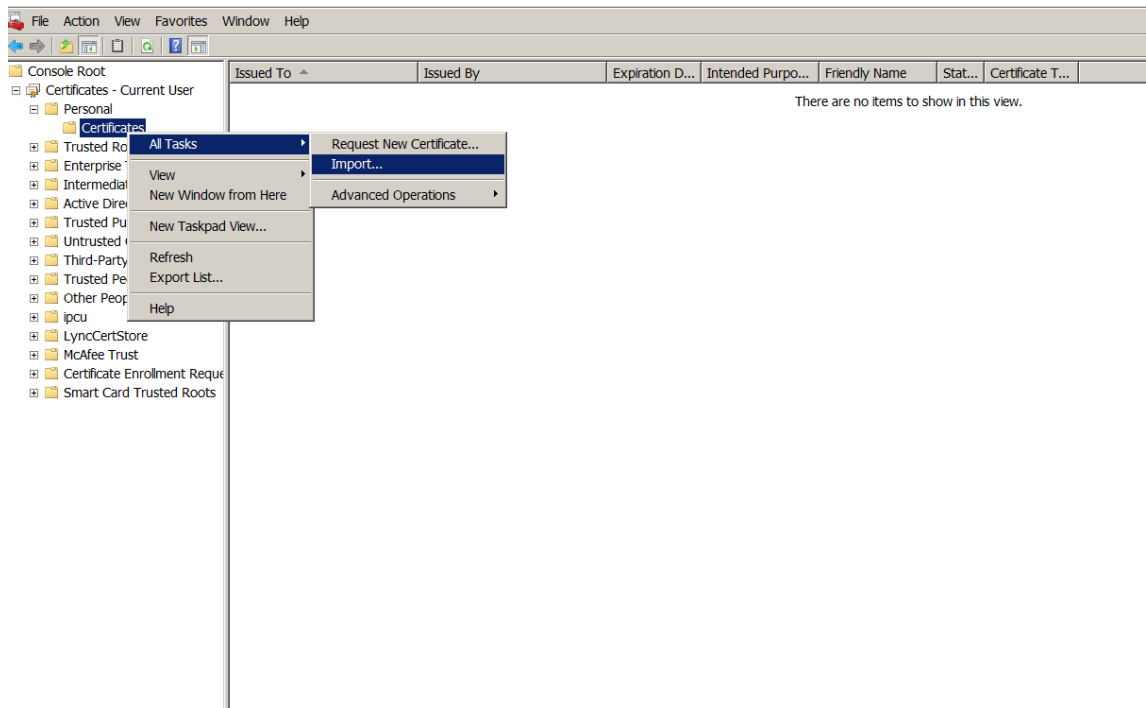 File Action View Favorites Window Help
Console Root
Certificates - Current User
Personal
Certificates
Trusted Ro
Enterprise
Intermediat
Active Dire
Trusted Pu
Untrusted
Third-Party
Trusted Pe
Other Peop
ipcu
LyncCertStore
McAfee Trust
Certificate Enrollment Reque
Smart Card Trusted Roots
All Tasks
View
New Window from Here
New Taskpad View...
Refresh
Export List...
Help
Request New Certificate...
Import...
Advanced Operations
Issued To Issued By Expiration D... Intended Purpo... Friendly Name Stat... Certificate T...
There are no items to show in this view.